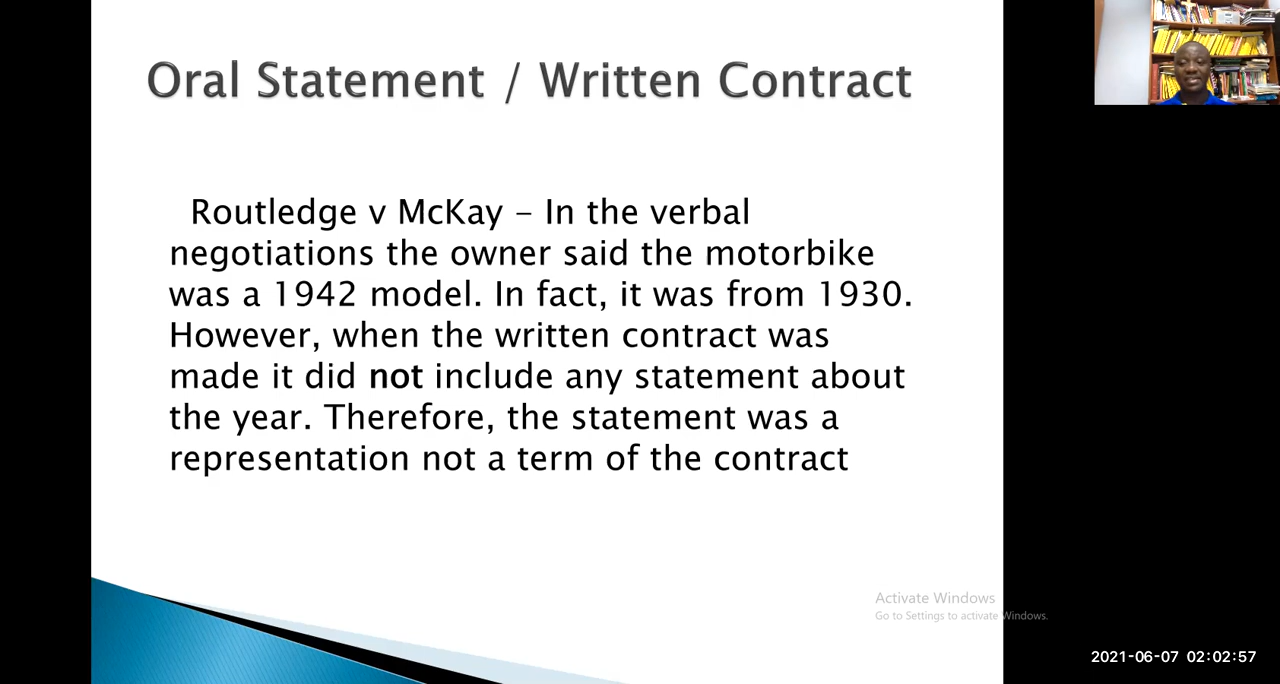 Oral Statement / Written Contract
Routledge v McKay – In the verbal
negotiations the owner said the motorbike
was a 1942 model. In fact, it was from 1930.
However, when the written contract was
made it did not include any statement about
the year. Therefore, the statement was a
representation not a term of the contract
Activate Windows
Go to Settings to activate Windows.
2021-06-07 02:02:57